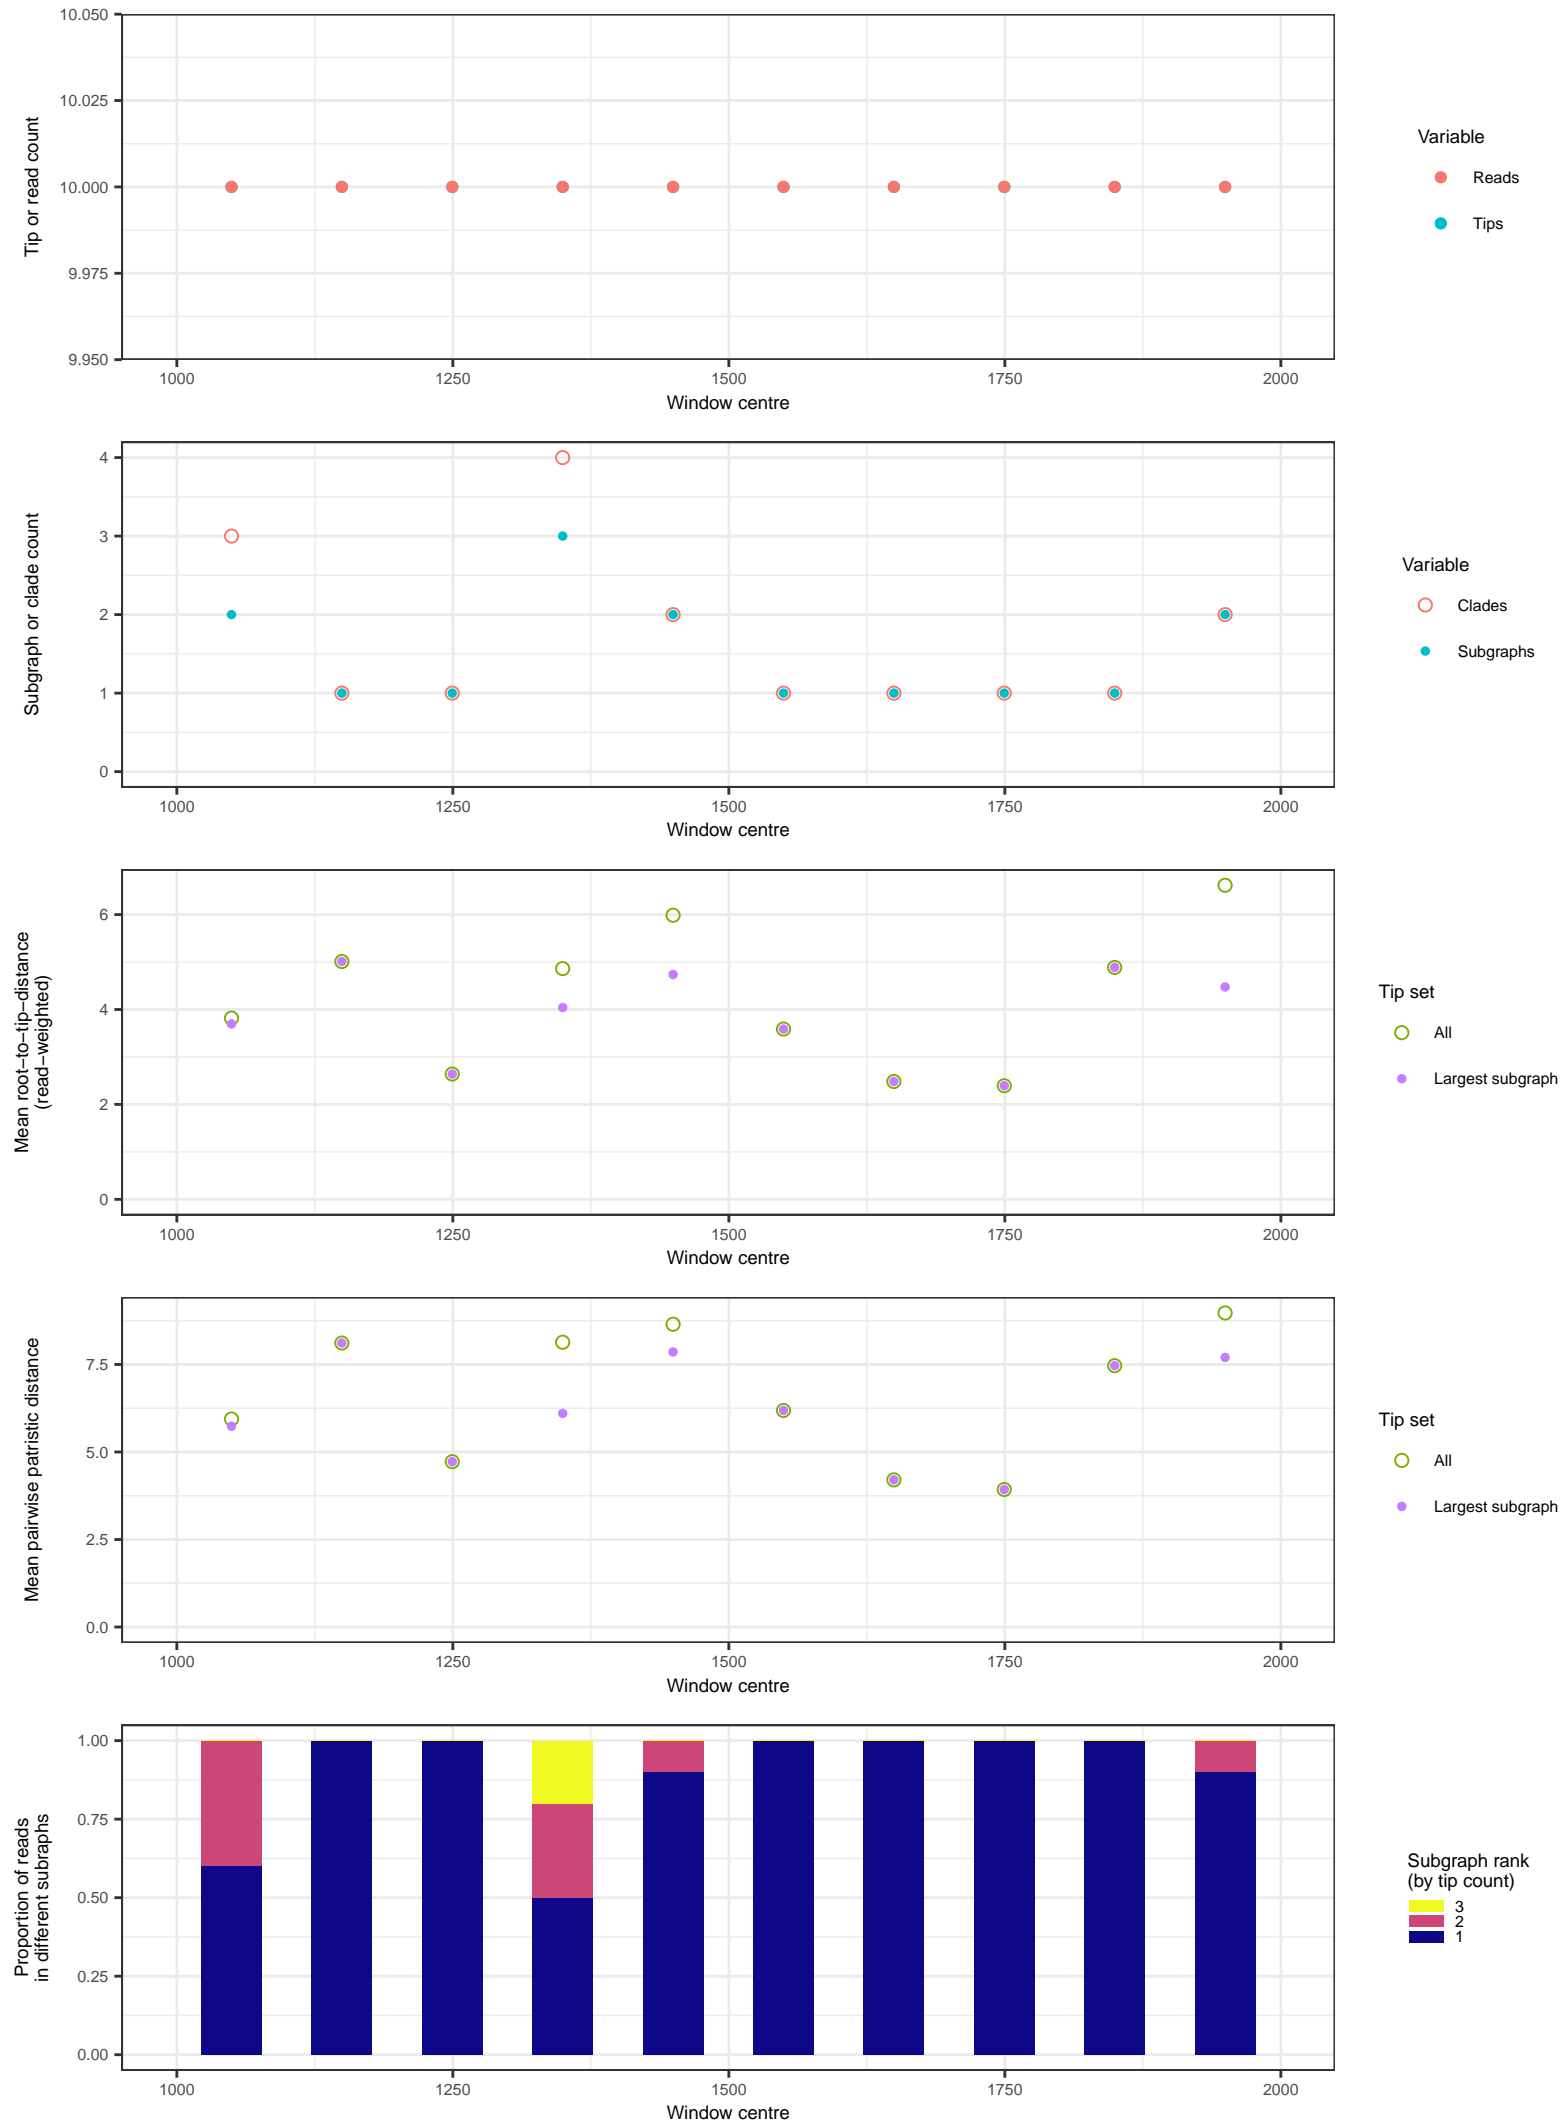 Tip or read count
10.050
10.025
10.000
9.975
9.950
1000 1250 1500 1750 2000
Window centre
Variable
Reads
Tips
Subgraph or clade count
4
3
2
1
0
1000 1250 1500 1750 2000
Window centre
Variable
Clades
Subgraphs
Mean root−to−tip−distance
(read−weighted)
6
4
2
0
1000 1250 1500 1750 2000
Window centre
Tip set
All
Largest subgraph
Mean pairwise patristic distance
7.5
5.0
2.5
0.0
1000 1250 1500 1750 2000
Window centre
Tip set
All
Largest subgraph
Proportion of reads
in different subraphs
1.00
0.75
0.50
0.25
0.00
1000 1250 1500 1750 2000
Window centre
Subgraph rank
(by tip count)
3
2
1